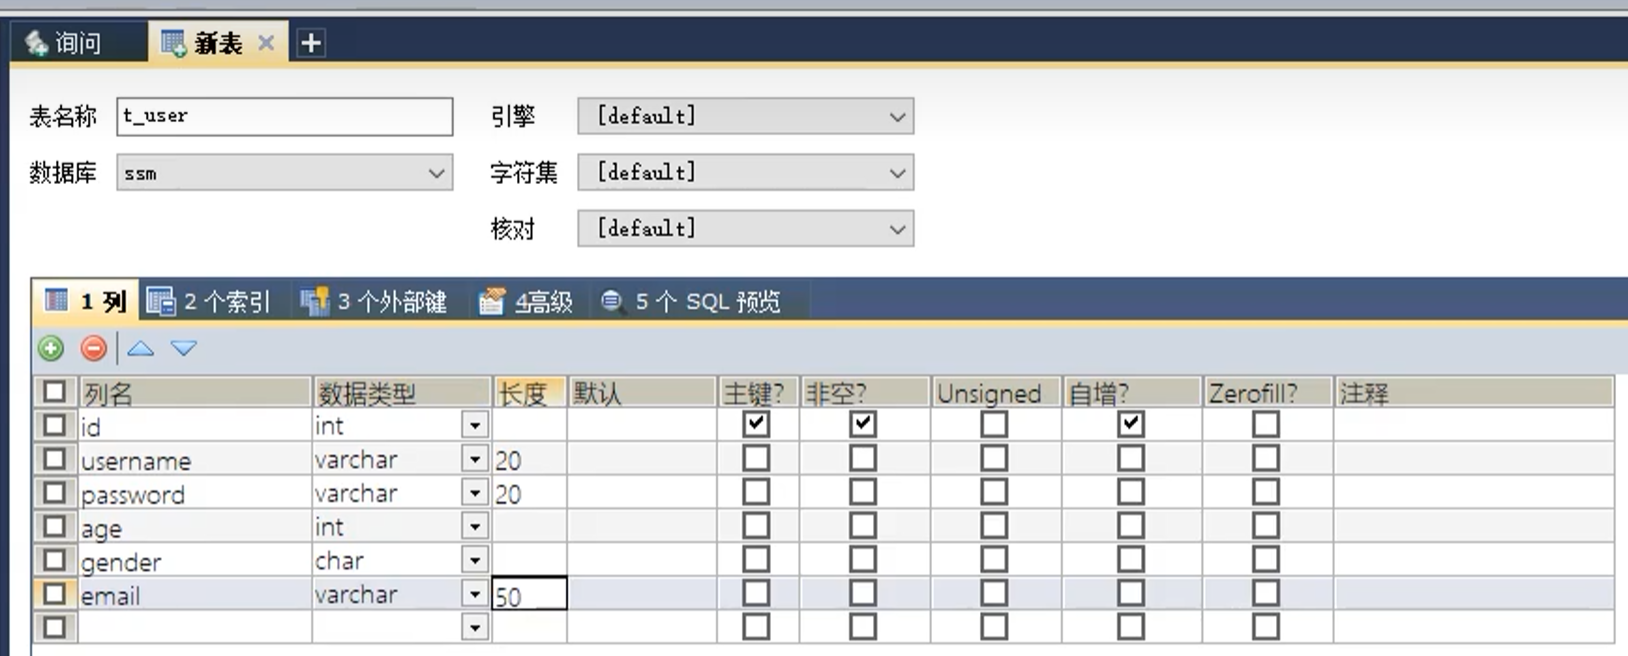 询问 新表
表名称 t_user 引擎 [default]
数据库 ssm 字符集 [default]
核对 [default]
1 列 2 个索引 3 个外部键 4高级 5 个 SQL 预览
列名 数据类型 长度 默认 主键? 非空? Unsigned 自增? Zerofill? 注释
id int
username varchar 20
password varchar 20
age int
gender char
email varchar 50